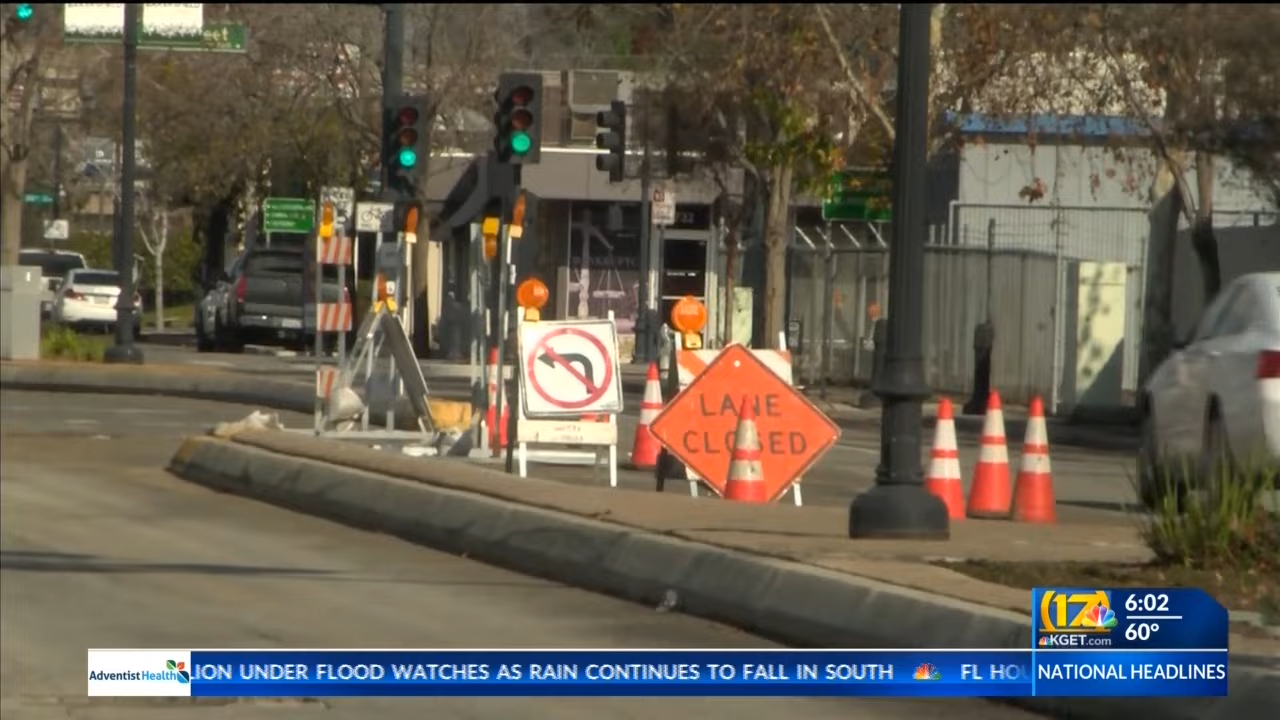 LANE
CLOSED
17
KGET.com
6:02
60°
Adventist Health
ION UNDER FLOOD WATCHES AS RAIN CONTINUES TO FALL IN SOUTH
FL HOU
NATIONAL HEADLINES